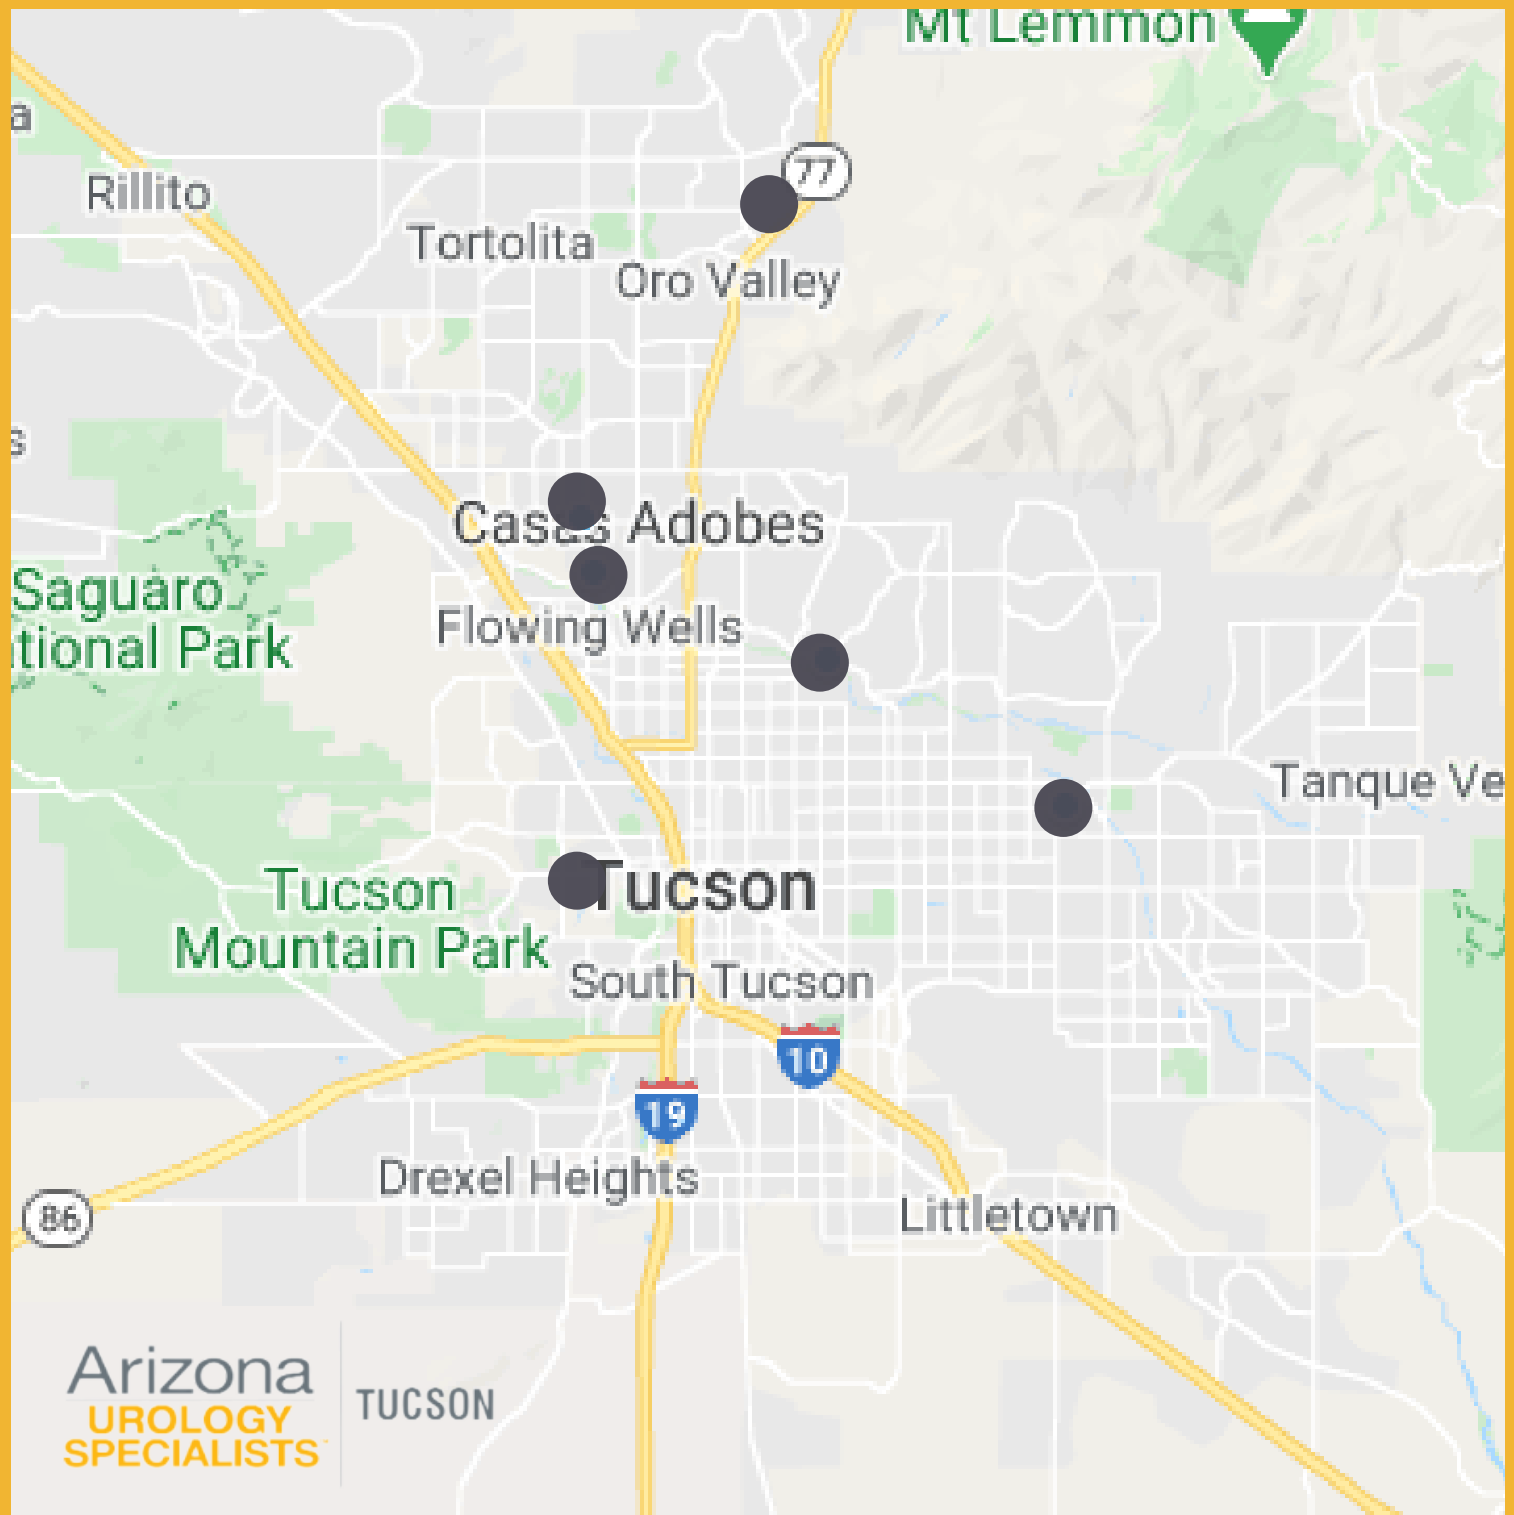 Mt Lemmon
a
77
Rillito
Tortolita
Oro Valley
s
Casas Adobes
Saguaro
tional Park
Flowing Wells
Tanque Ve
Tucson
Mountain Park
Tucson
South Tucson
10
19
Drexel Heights
86
Littletown
Arizona
UROLOGY
SPECIALISTS
TUCSON